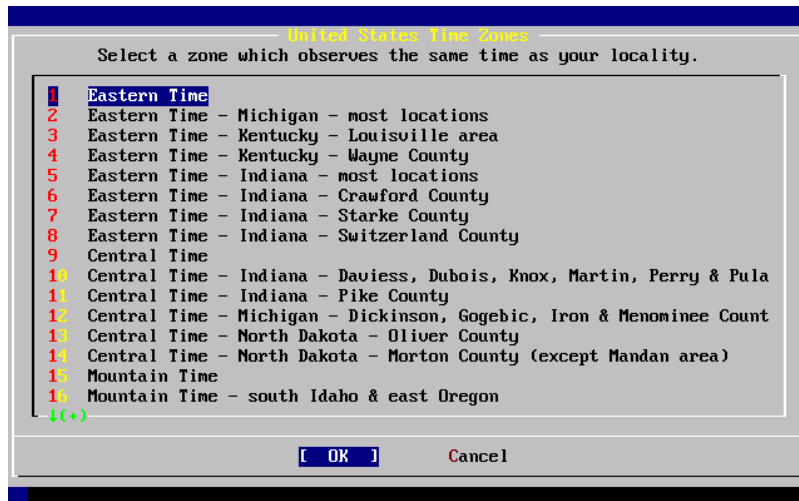 United States Time Zones
Select a zone which observes the same time as your locality.
1 Eastern Time
2 Eastern Time - Michigan - most locations
3 Eastern Time - Kentucky - Louisville area
4 Eastern Time - Kentucky - Wayne County
5 Eastern Time - Indiana - most locations
6 Eastern Time - Indiana - Crawford County
7 Eastern Time - Indiana - Starke County
8 Eastern Time - Indiana - Switzerland County
9 Central Time
10 Central Time - Indiana - Daviess, Dubois, Knox, Martin, Perry & Pula
11 Central Time - Indiana - Pike County
12 Central Time - Michigan - Dickinson, Gogebic, Iron & Menominee Count
13 Central Time - North Dakota - Oliver County
14 Central Time - North Dakota - Morton County (except Mandan area)
15 Mountain Time
16 Mountain Time - south Idaho & east Oregon
↓(+)
[ OK ] Cancel